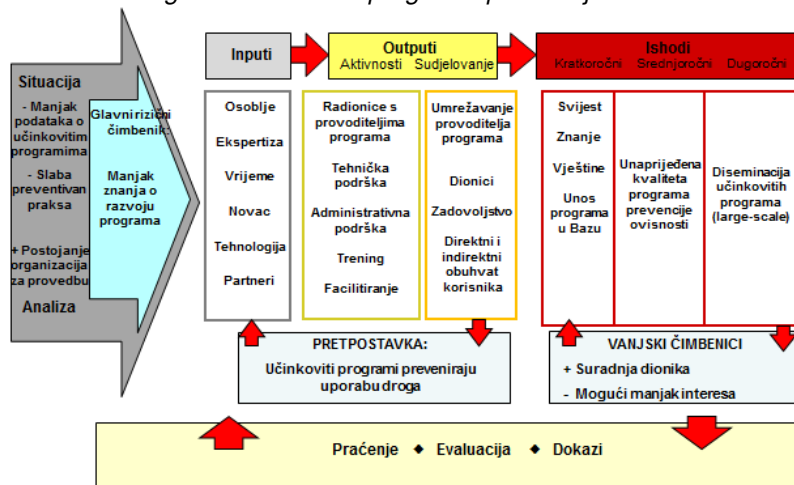 Situacija
- Manjak
podataka o
učinkovitim
programima
- Slaba
preventivan
praksa
+ Postojanje
organizacija
za provedbu
Analiza
Glavni rizični
čimbenik:
Manjak
znanja o
razvoju
programa
Inputi
Osoblje
Ekspertiza
Vrijeme
Novac
Tehnologija
Partneri
Outputi
Aktivnosti Sudjelovanje
Radionice s
provoditeljima
programa
Tehnička
podrška
Administrativna
podrška
Trening
Facilitiranje
Umrežavanje
provoditelja
programa
Dionici
Zadovoljstvo
Direktni i
indirektni
obuhvat
korisnika
Ishodi
Kratkoročni Srednjoročni Dugoročni
Svijest
Znanje
Vještine
Unos
programa
u Bazu
Unaprijeđena
kvaliteta
programa
prevencije
ovisnosti
Diseminacija
učinkovitih
programa
(large-scale)
PRETPOSTAVKA:
Učinkoviti programi preveniraju
uporabu droga
VANJSKI ČIMBENICI
+ Suradnja dionika
- Mogući manjak interesa
Praćenje ◆ Evaluacija ◆ Dokazi